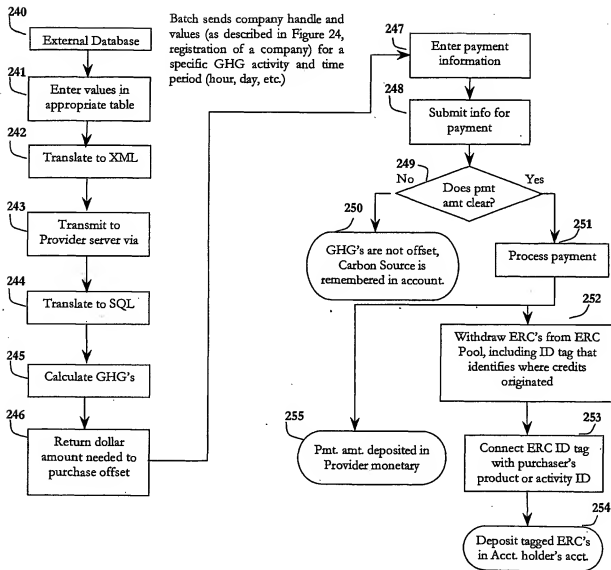 240
External Database
241
Enter values in
appropriate table
242
Translate to XML
243
Transmit to
Provider server via
244
Translate to SQL
245
Calculate GHG's
246
Return dollar
amount needed to
purchase offset
Batch sends company handle and
values (as described in Figure 24,
registration of a company) for a
specific GHG activity and time
period (hour, day, etc.)
247
Enter payment
information
248
Submit info for
payment
249
No
Does pmt
amt clear?
Yes
250
GHG's are not offset,
Carbon Source is
remembered in account.
251
Process payment
252
Withdraw ERC's from ERC
Pool, including ID tag that
identifies where credits
originated
253
Connect ERC ID tag
with purchaser's
product or activity ID
254
Deposit tagged ERC's
in Acct. holder's acct.
255
Pmt. amt. deposited in
Provider monetary